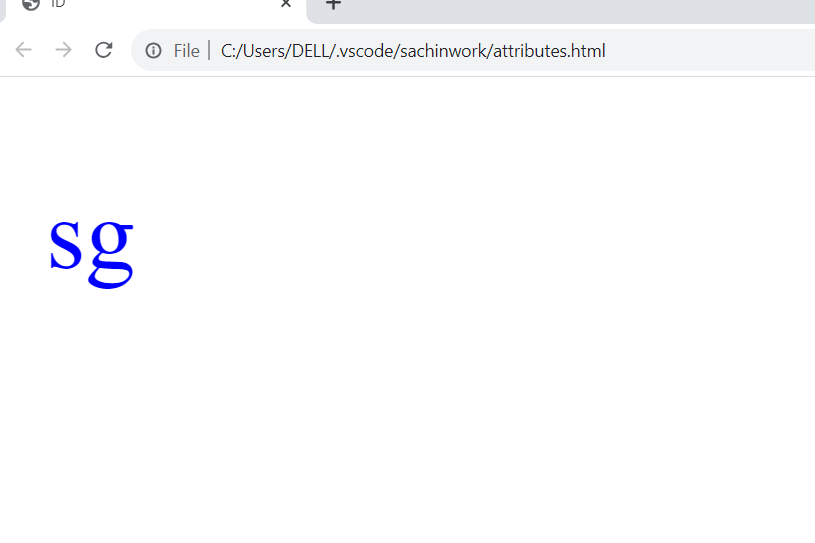 ID
File
C:/Users/DELL/.vscode/sachinwork/attributes.html
sg